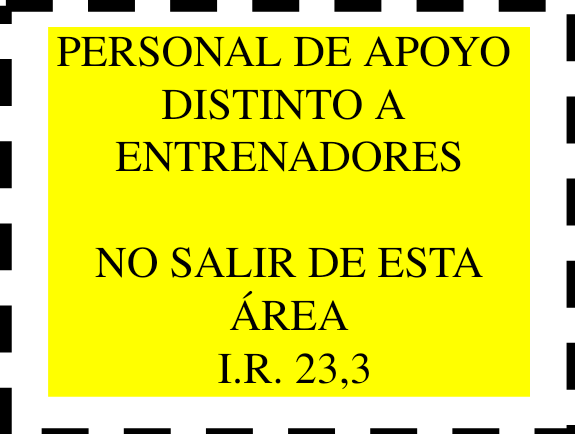 PERSONAL DE APOYO
DISTINTO A
ENTRENADORES
NO SALIR DE ESTA
ÁREA
I.R. 23,3